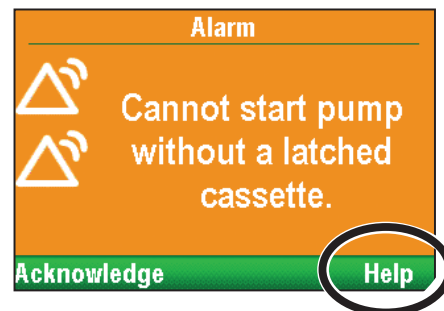 Alarm
Cannot start pump
without a latched
cassette.
Acknowledge Help